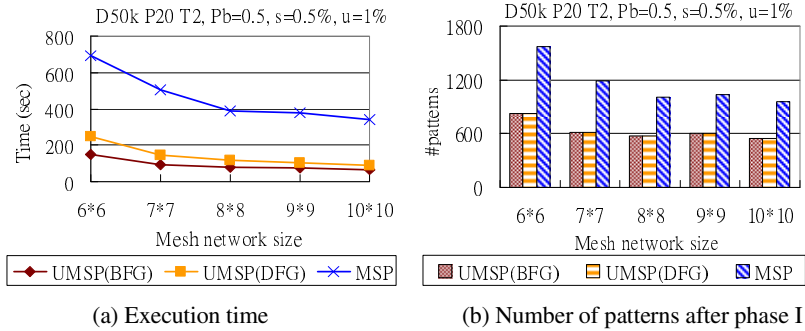 D50k P20 T2, Pb=0.5, s=0.5%, u=1%
Time (sec)
800
600
400
200
0
6*6 7*7 8*8 9*9 10*10
Mesh network size
UMSP(BFG) UMSP(DFG) MSP
(a) Execution time
D50k P20 T2, Pb=0.5, s=0.5%, u=1%
#patterns
1800
1200
600
0
6*6 7*7 8*8 9*9 10*10
Mesh network size
UMSP(BFG) UMSP(DFG) MSP
(b) Number of patterns after phase I